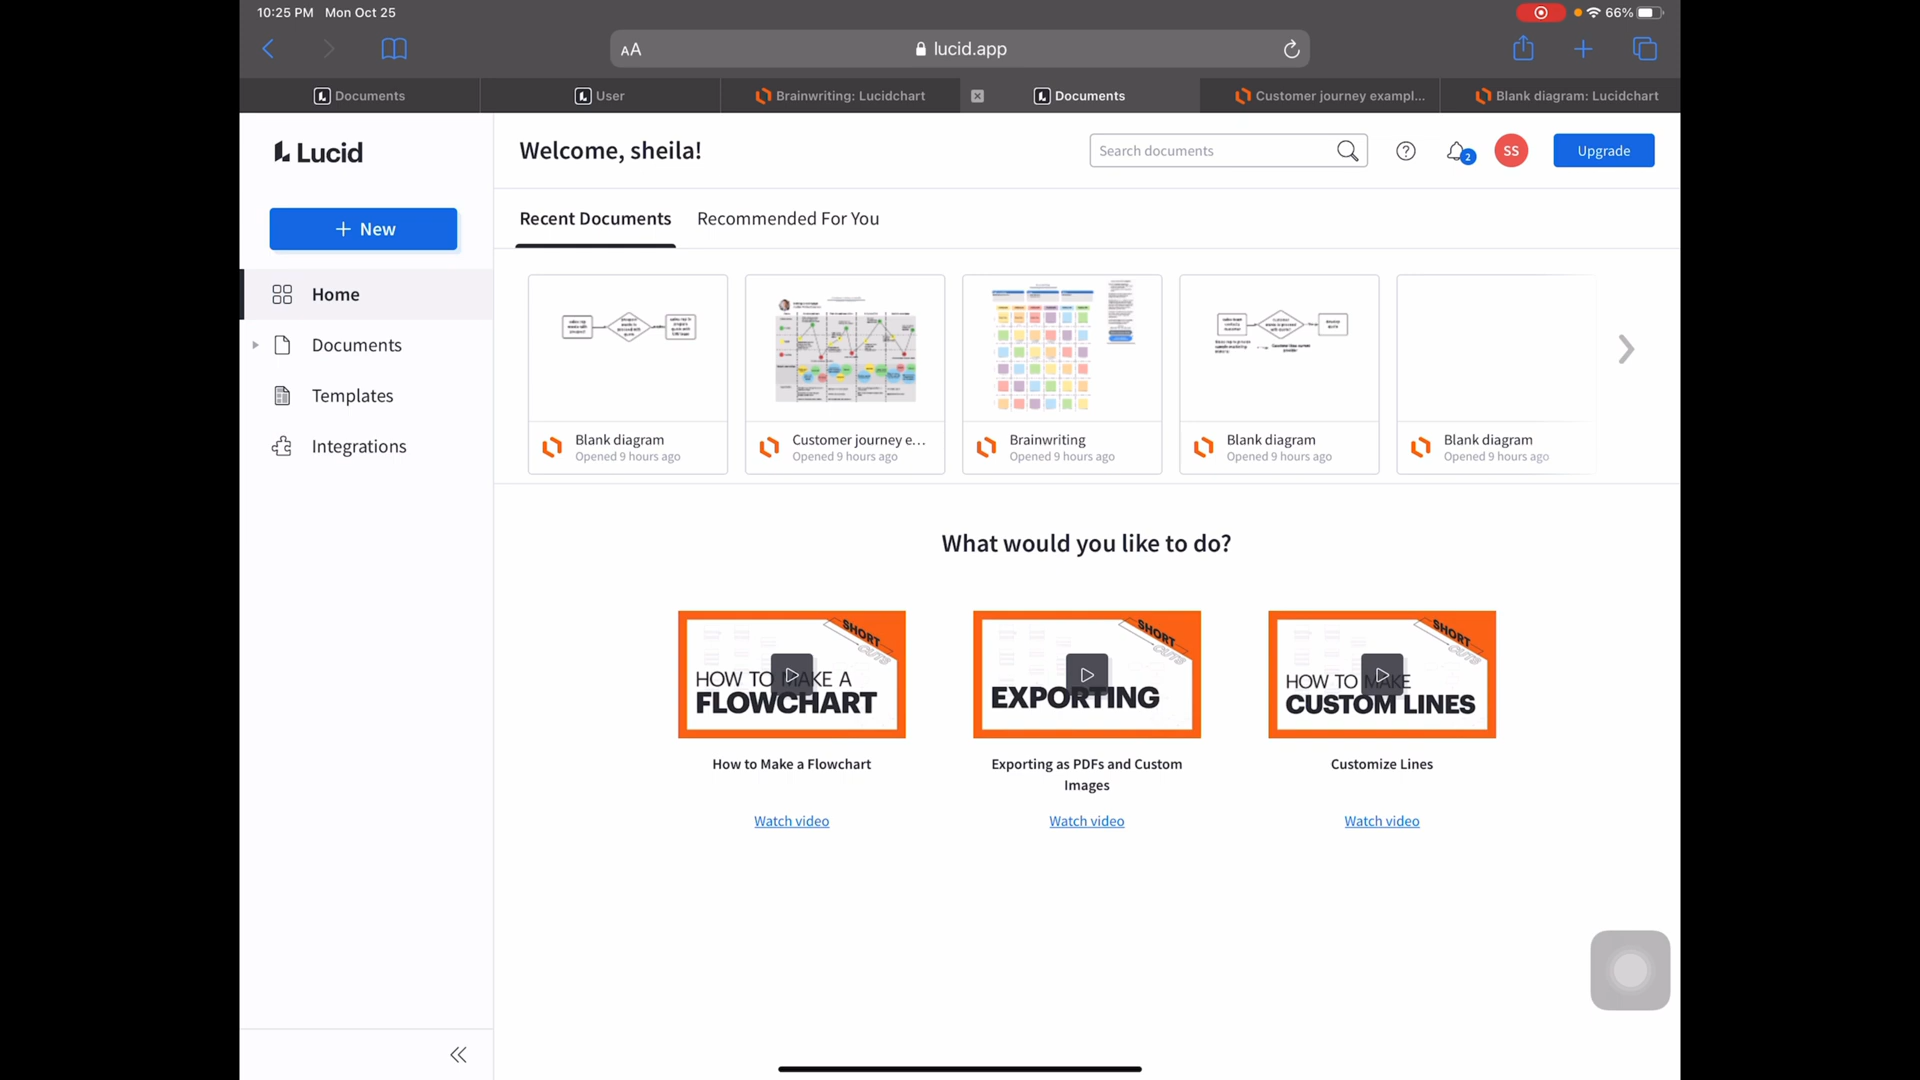 10:25 PM Mon Oct 25
66%
AA
lucid.app
Documents
User
Brainwriting: Lucidchart
Documents
Customer journey exampl...
Blank diagram: Lucidchart
Lucid
Welcome, sheila!
Search documents
2
SS
Upgrade
+ New
Home
Documents
Templates
Integrations
Recent Documents
Recommended For You
Blank diagram
Opened 9 hours ago
Customer journey e...
Opened 9 hours ago
Brainwriting
Opened 9 hours ago
Blank diagram
Opened 9 hours ago
Blank diagram
Opened 9 hours ago
What would you like to do?
SHORT
CUTS
HOW TO MAKE A
FLOWCHART
SHORT
CUTS
EXPORTING
SHORT
CUTS
HOW TO MAKE
CUSTOM LINES
How to Make a Flowchart
Exporting as PDFs and Custom
Images
Customize Lines
Watch video
Watch video
Watch video